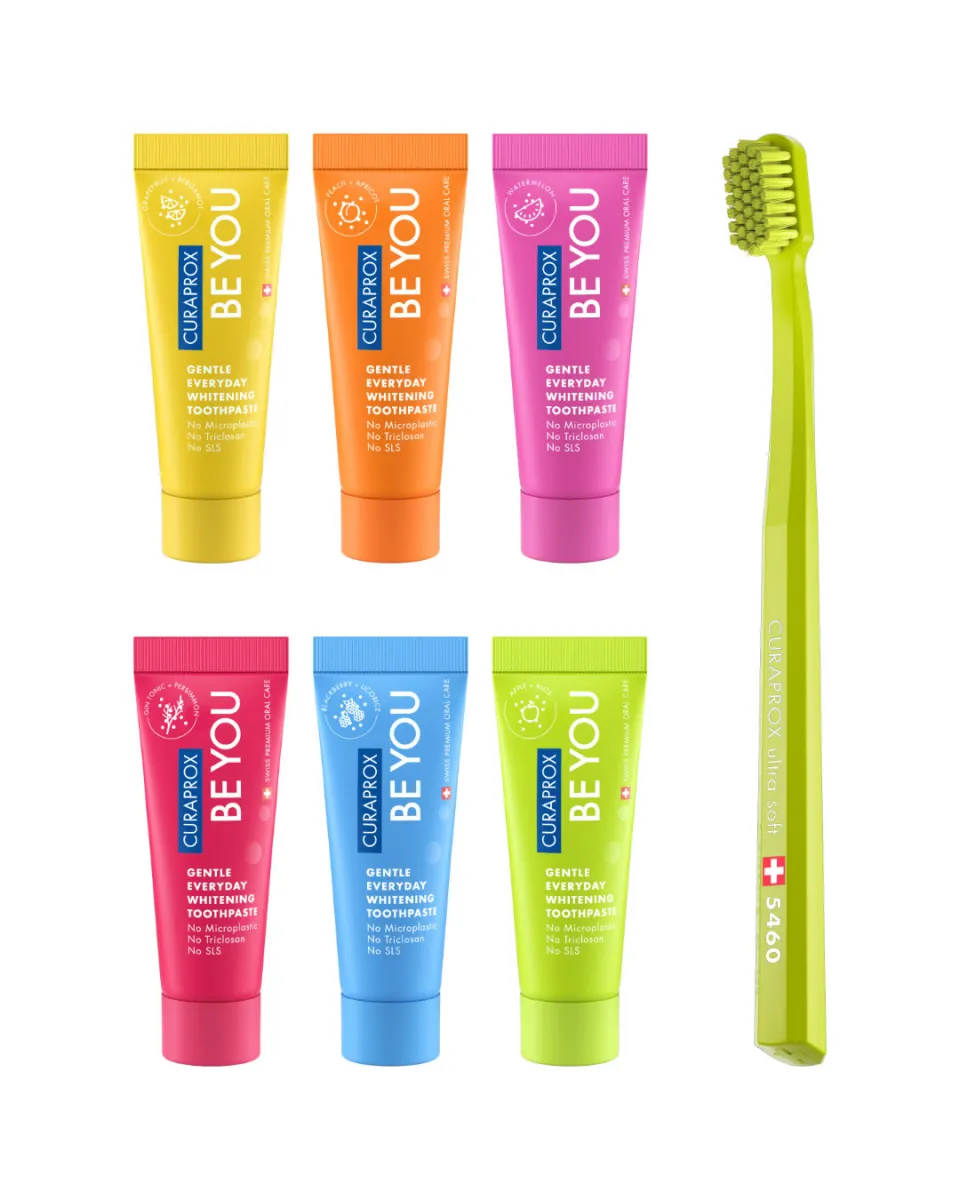 GRAPEFRUIT + BERGAMOT
CURAPROX
BE YOU
SWISS PREMIUM ORAL CARE
GENTLE
EVERYDAY
WHITENING
TOOTHPASTE
No Microplastic
No Triclosan
No SLS
PEACH + APRICOT
CURAPROX
BE YOU
SWISS PREMIUM ORAL CARE
GENTLE
EVERYDAY
WHITENING
TOOTHPASTE
No Microplastic
No Triclosan
No SLS
WATERMELON
CURAPROX
BE YOU
SWISS PREMIUM ORAL CARE
GENTLE
EVERYDAY
WHITENING
TOOTHPASTE
No Microplastic
No Triclosan
No SLS
GIN TONIC + PERSIMMON
CURAPROX
BE YOU
SWISS PREMIUM ORAL CARE
GENTLE
EVERYDAY
WHITENING
TOOTHPASTE
No Microplastic
No Triclosan
No SLS
BLACKBERRY + LICORICE
CURAPROX
BE YOU
SWISS PREMIUM ORAL CARE
GENTLE
EVERYDAY
WHITENING
TOOTHPASTE
No Microplastic
No Triclosan
No SLS
APPLE +
CURAPROX
BE YOU
SWISS PREMIUM ORAL CARE
GENTLE
EVERYDAY
WHITENING
TOOTHPASTE
No Microplastic
No Triclosan
No SLS
CURAPROX ultra soft 5460